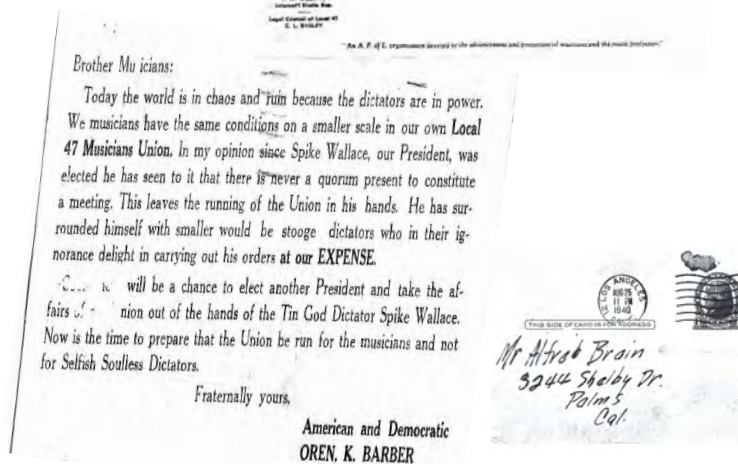 Internat'l Studio Rep.
Legal Counsel of Local 47
C. L. BAGLEY
"An A. F. of L. organization devoted to the advancement and protection of musicians and the music profession."
Brother Mu icians:
Today the world is in chaos and ruin because the dictators are in power.
We musicians have the same conditions on a smaller scale in our own Local
47 Musicians Union. In my opinion since Spike Wallace, our President, was
elected he has seen to it that there is never a quorum present to constitute
a meeting. This leaves the running of the Union in his hands. He has sur-
rounded himself with smaller would be stooge dictators who in their ig-
norance delight in carrying out his orders at our EXPENSE.
will be a chance to elect another President and take the af-
fairs nion out of the hands of the Tin God Dictator Spike Wallace.
Now is the time to prepare that the Union be run for the musicians and not
for Selfish Soulless Dictators.
Fraternally yours,
American and Democratic
OREN, K. BARBER
LOS ANGELES
AUG 25
11 PM
1940
THIS SIDE OF CARD IS FOR ADDRESS
Mr Alfred Brain
3244 Shelby Dr.
Palms
Cal.